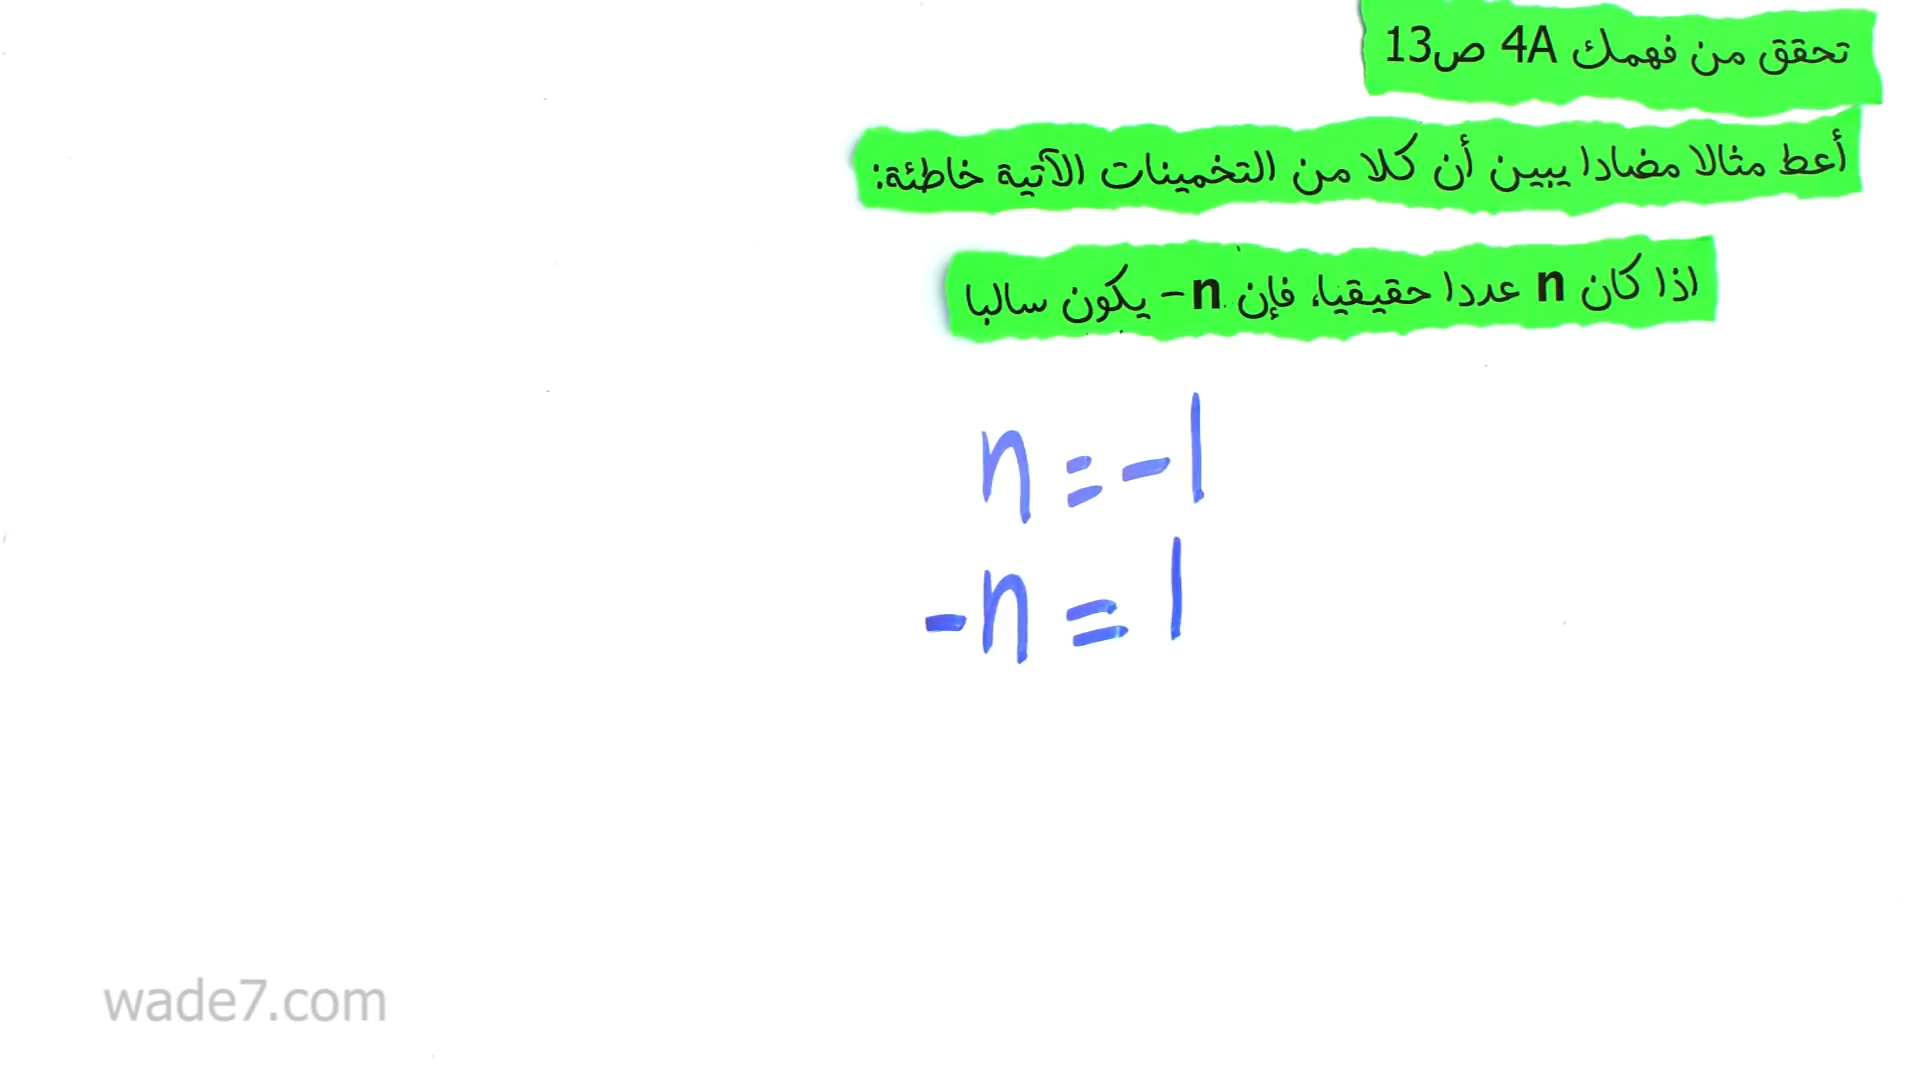 تحقق من فهمك 4A ص13
أعط مثالا مضادا يبين أن كلا من التخمينات الآتية خاطئة:
اذا كان n عددا حقيقيا، فإن n− يكون سالبا
n = -1
-n = 1
wade7.com